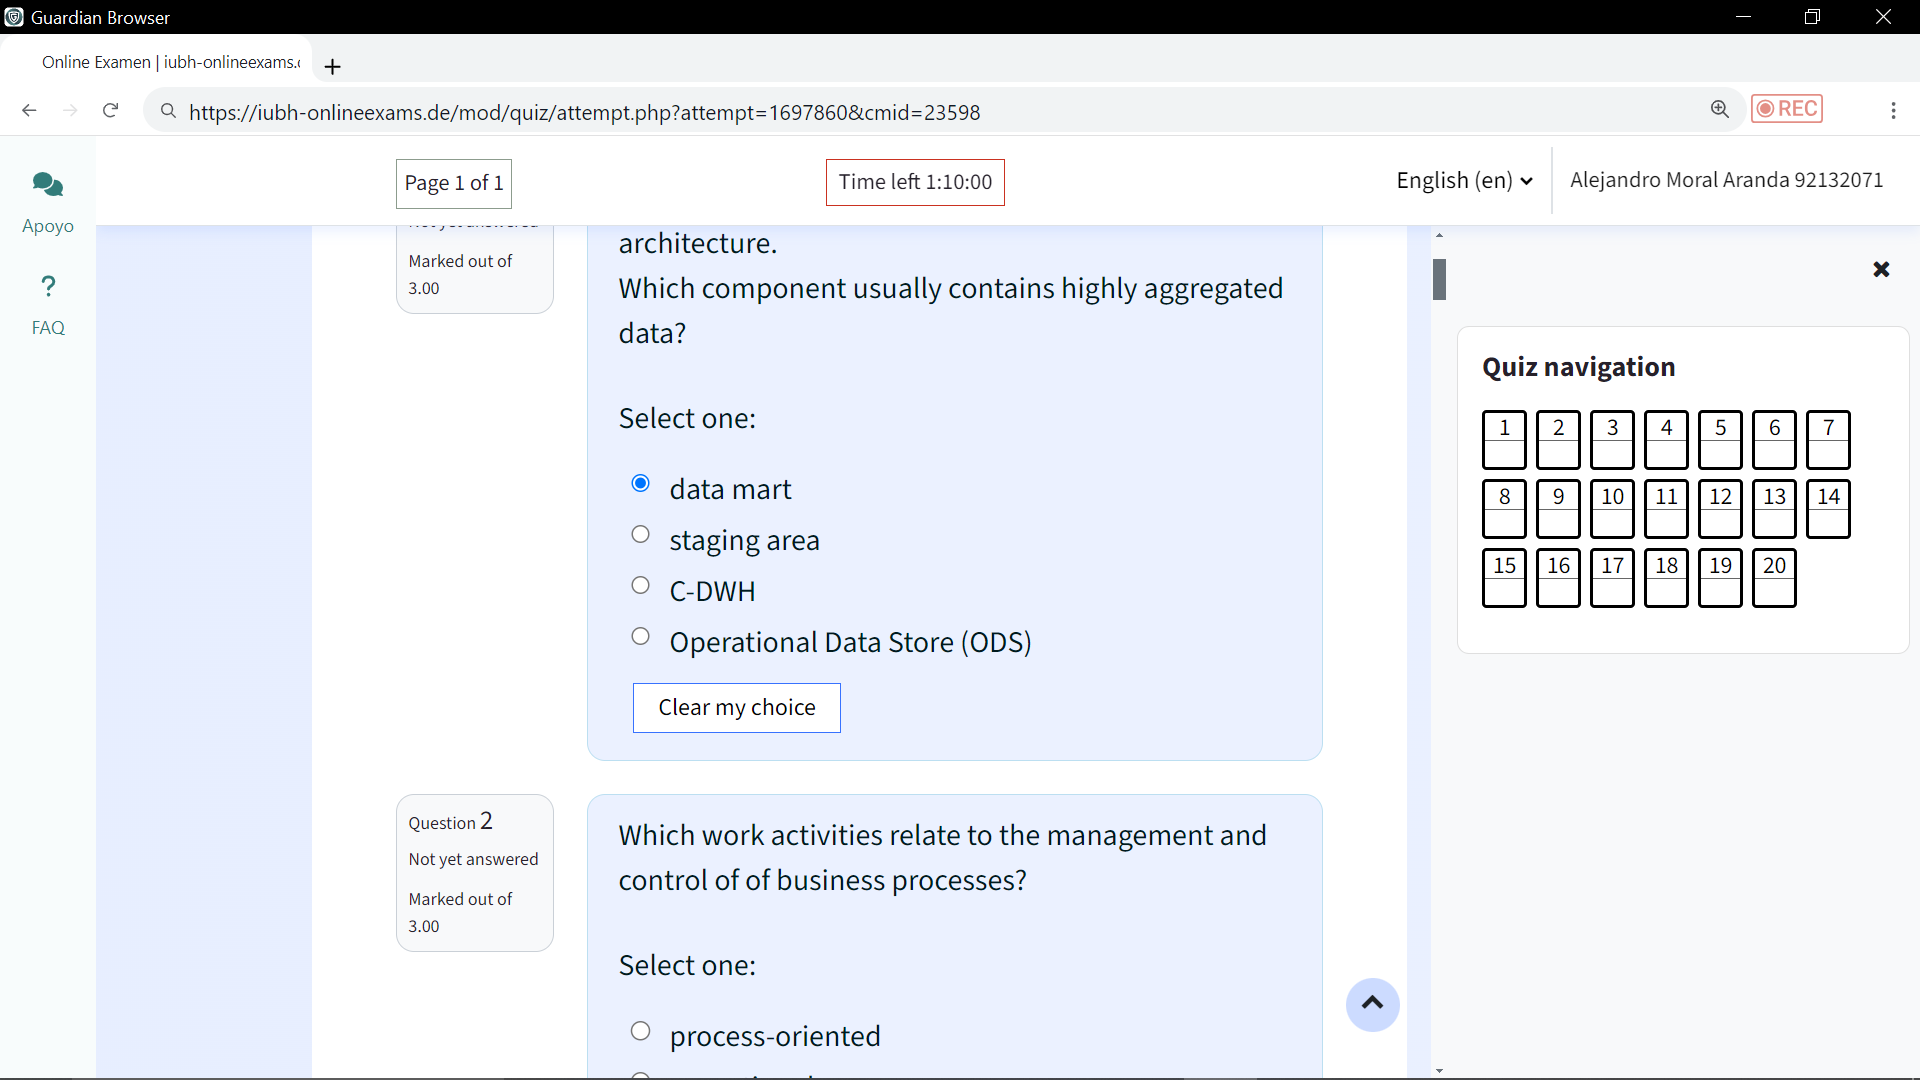 Guardian Browser
Online Examen | iubh-onlineexams.
https://iubh-onlineexams.de/mod/quiz/attempt.php?attempt=1697860&cmid=23598
REC
Apoyo
FAQ
Page 1 of 1
Time left 1:10:00
English (en)
Alejandro Moral Aranda 92132071
Marked out of
3.00
architecture.
Which component usually contains highly aggregated
data?
Select one:
data mart
staging area
C-DWH
Operational Data Store (ODS)
Clear my choice
Question 2
Not yet answered
Marked out of
3.00
Which work activities relate to the management and
control of of business processes?
Select one:
process-oriented
Quiz navigation
1 2 3 4 5 6 7
8 9 10 11 12 13 14
15 16 17 18 19 20